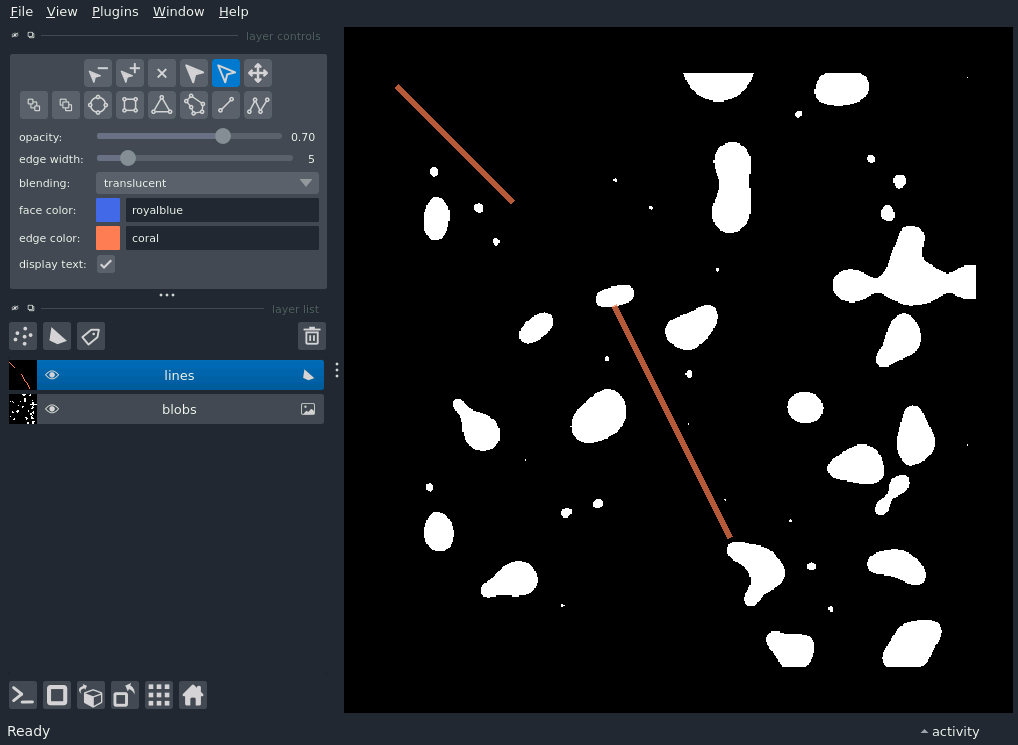 File View Plugins Window Help
layer controls
opacity: 0.70
edge width: 5
blending: translucent
face color: royalblue
edge color: coral
display text:
layer list
lines
blobs
Ready
activity